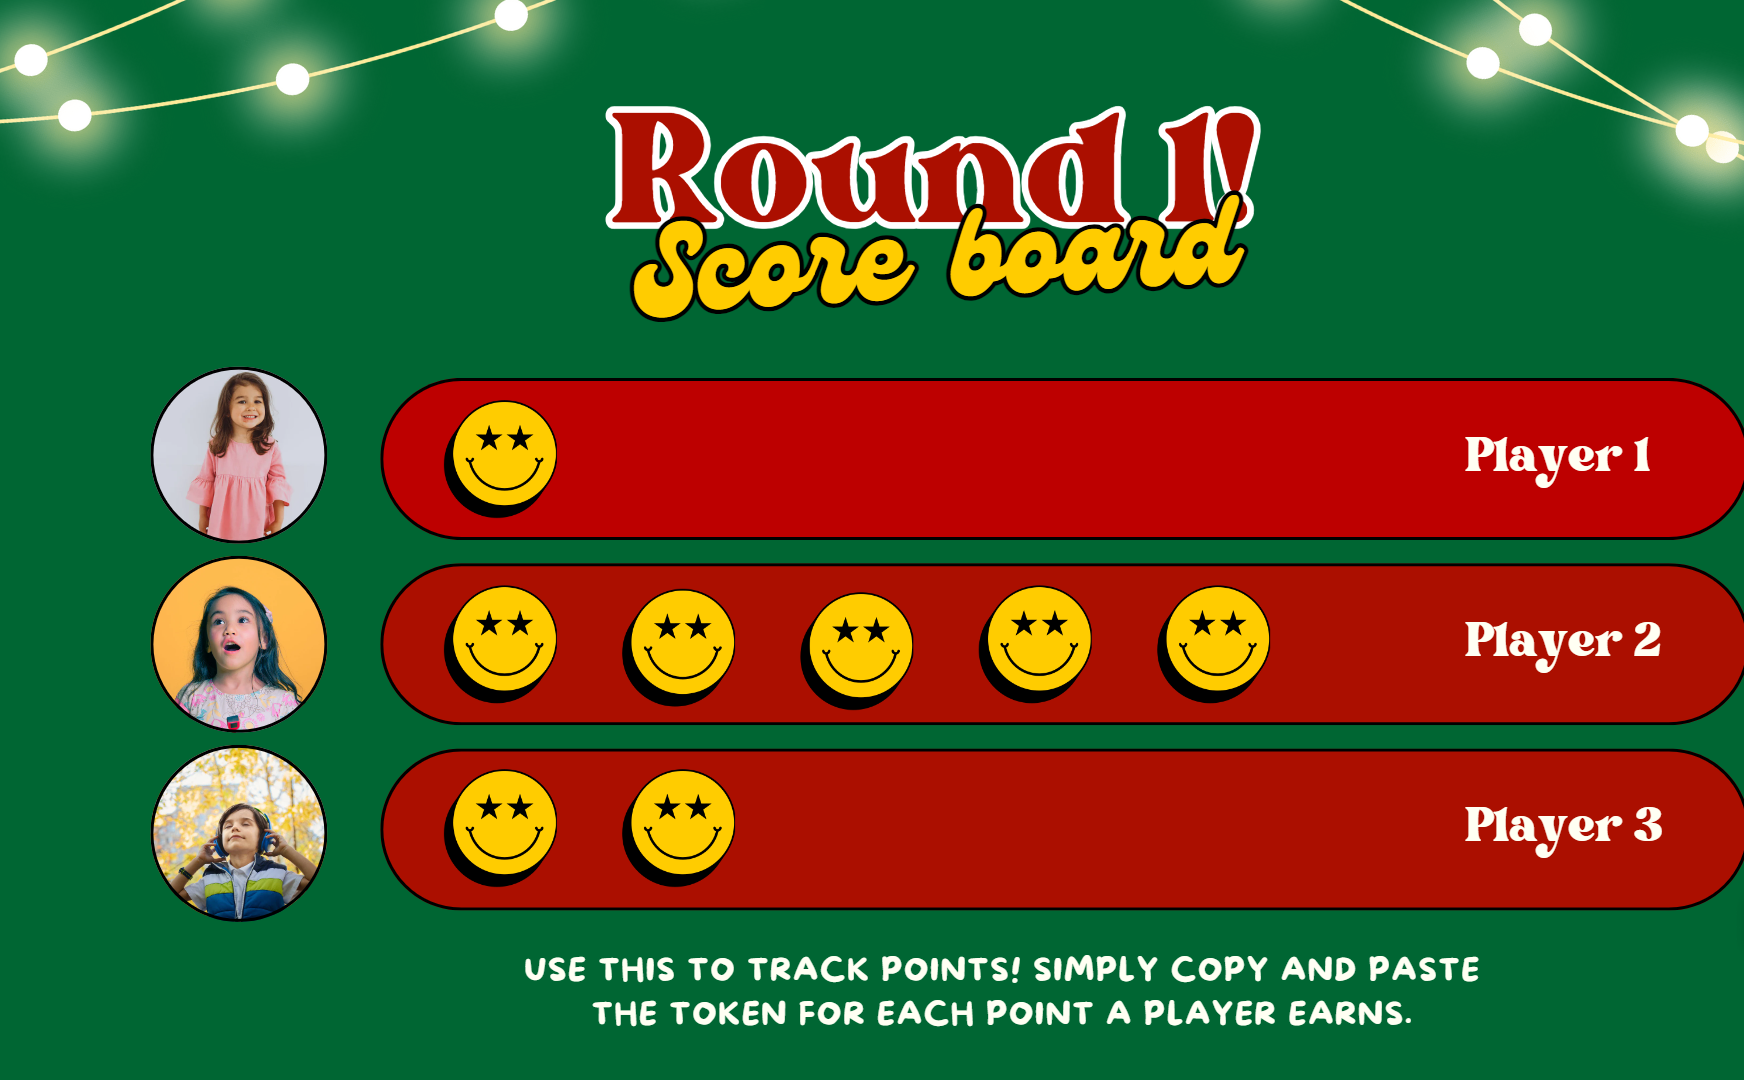 Round 1!
Score board
Player 1
Player 2
Player 3
USE THIS TO TRACK POINTS! SIMPLY COPY AND PASTE
THE TOKEN FOR EACH POINT A PLAYER EARNS.